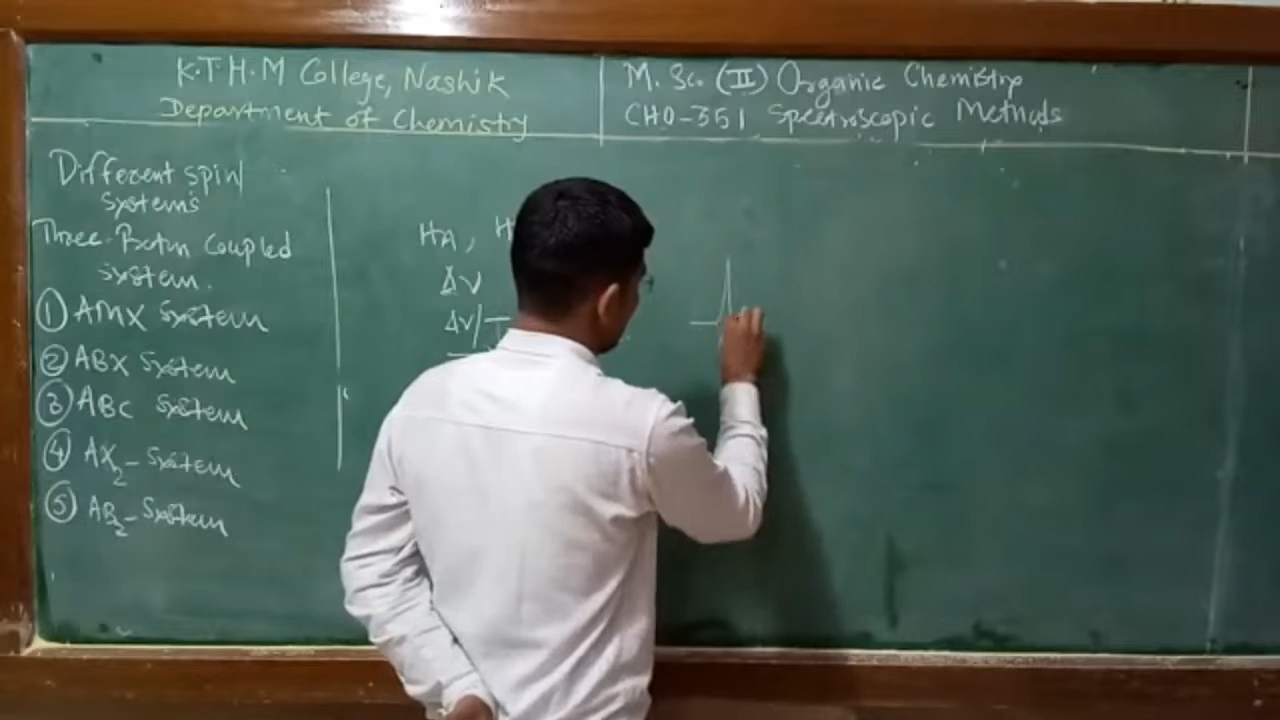 K.T.H.M College, Nashik
Department of Chemistry
M. Sc. (II) Organic Chemistry
CHO-351 Spectroscopic Methods
Different spin
systems
Three-Proton Coupled
system.
① AMX System
② ABX System
③ ABC System
④ AX₂-System
⑤ AB₂-System
HA, H
Δν
Δν/J